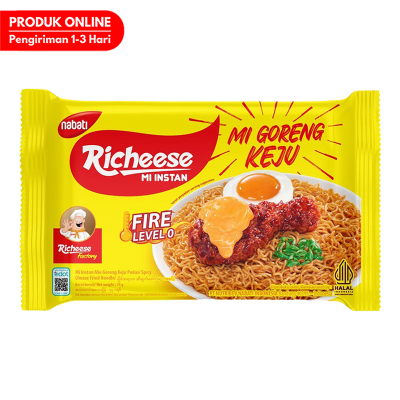 PRODUK ONLINE
Pengiriman 1-3 Hari
nabati
Richeese
MI INSTAN
MI GORENG
KEJU
FIRE
LEVEL 0
Richeese
Factory
HALAL
INDONESIA